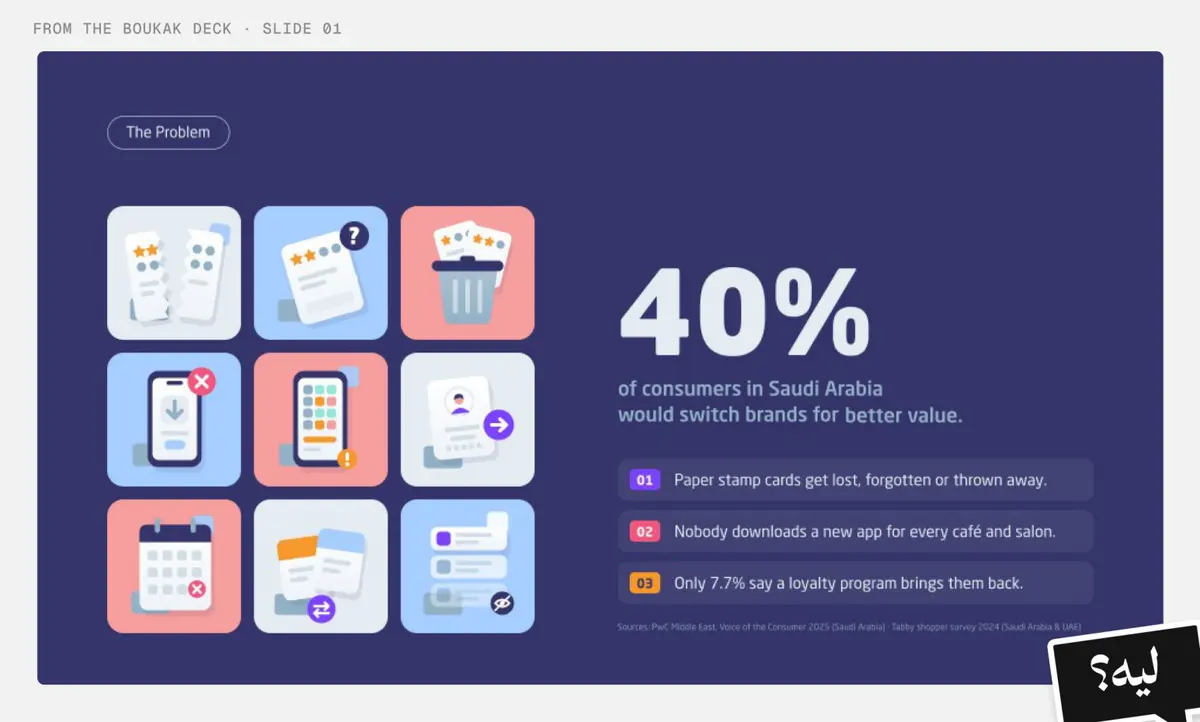 FROM THE BOUKAK DECK · SLIDE 01
The Problem
?
40%
of consumers in Saudi Arabia
would switch brands for better value.
01 Paper stamp cards get lost, forgotten or thrown away.
02 Nobody downloads a new app for every café and salon.
03 Only 7.7% say a loyalty program brings them back.
Sources: PwC Middle East, Voice of the Consumer 2025 (Saudi Arabia) · Tabby shopper survey 2024 (Saudi Arabia & UAE)
ليه؟